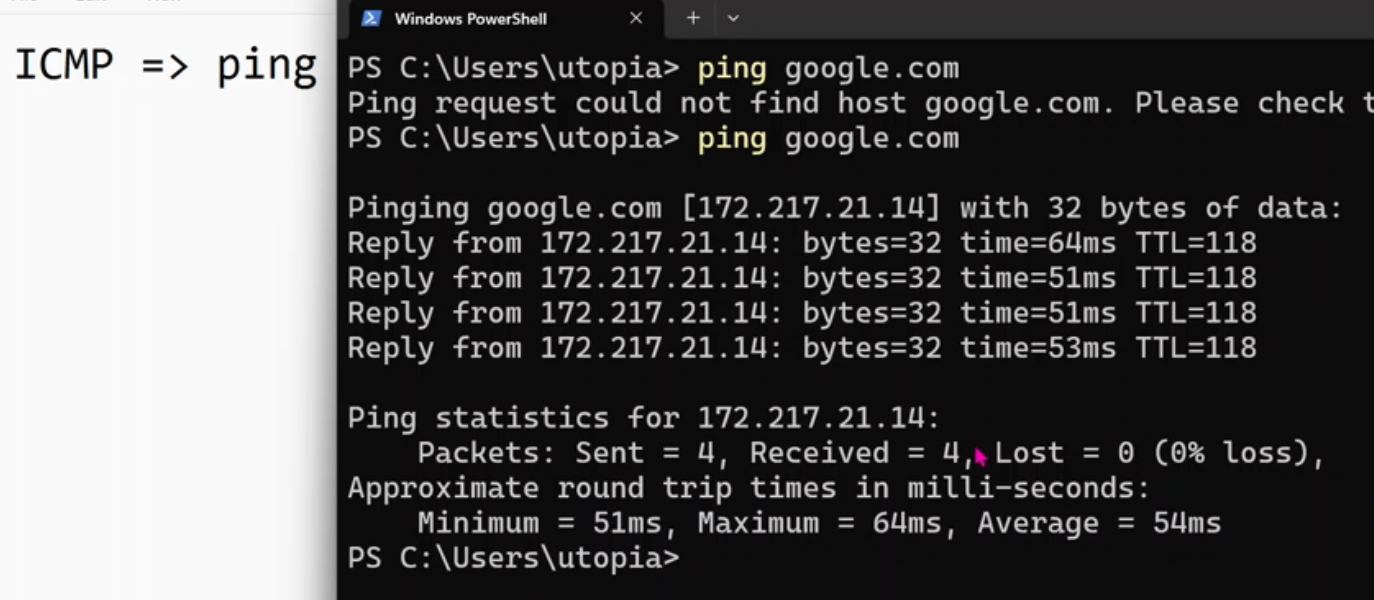 Windows PowerShell
ICMP => ping
PS C:\Users\utopia> ping google.com
Ping request could not find host google.com. Please check
PS C:\Users\utopia> ping google.com
Pinging google.com [172.217.21.14] with 32 bytes of data:
Reply from 172.217.21.14: bytes=32 time=64ms TTL=118
Reply from 172.217.21.14: bytes=32 time=51ms TTL=118
Reply from 172.217.21.14: bytes=32 time=51ms TTL=118
Reply from 172.217.21.14: bytes=32 time=53ms TTL=118
Ping statistics for 172.217.21.14:
Packets: Sent = 4, Received = 4, Lost = 0 (0% loss),
Approximate round trip times in milli-seconds:
Minimum = 51ms, Maximum = 64ms, Average = 54ms
PS C:\Users\utopia>